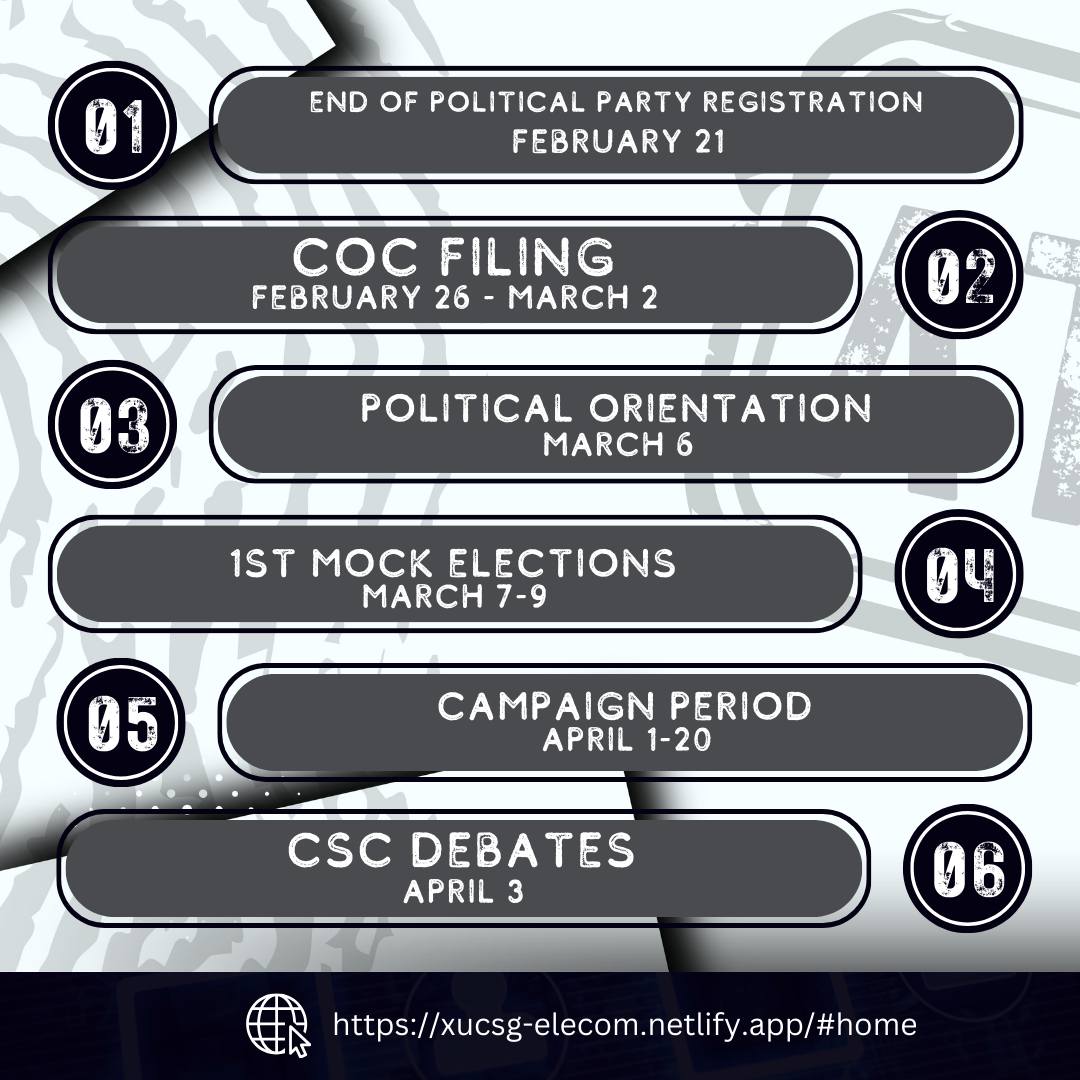 01
END OF POLITICAL PARTY REGISTRATION
FEBRUARY 21
COC FILING
FEBRUARY 26 - MARCH 2
02
03
POLITICAL ORIENTATION
MARCH 6
1ST MOCK ELECTIONS
MARCH 7-9
04
05
CAMPAIGN PERIOD
APRIL 1-20
CSC DEBATES
APRIL 3
06
https://xucsg-elecom.netlify.app/#home